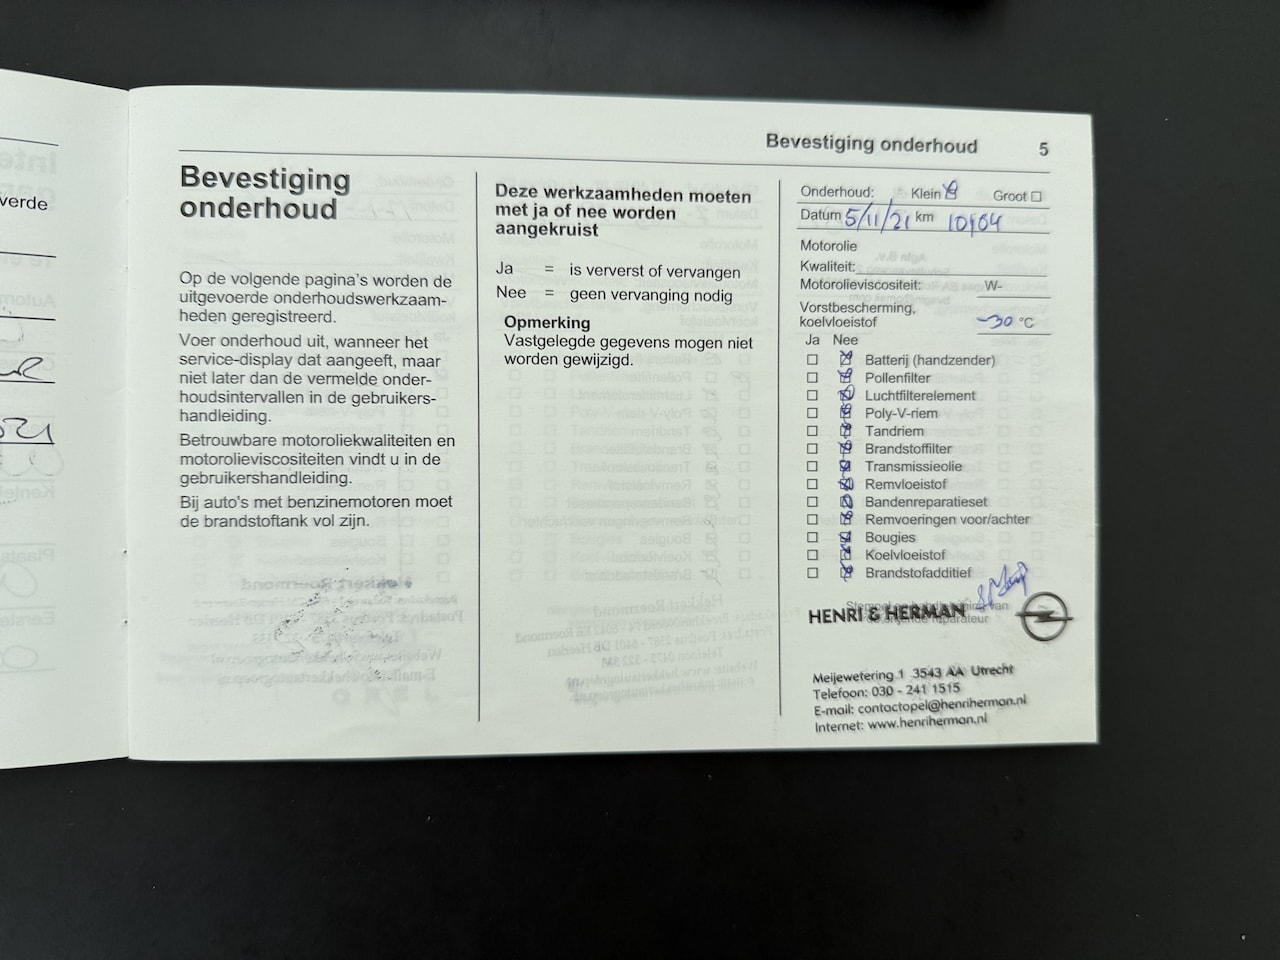 verde
Bevestiging onderhoud 5
Bevestiging
onderhoud
Op de volgende pagina's worden de
uitgevoerde onderhoudswerkzaam-
heden geregistreerd.
Voer onderhoud uit, wanneer het
service-display dat aangeeft, maar
niet later dan de vermelde onder-
houdsintervallen in de gebruikers-
handleiding.
Betrouwbare motoroliekwaliteiten en
motorolieviscositeiten vindt u in de
gebruikershandleiding.
Bij auto's met benzinemotoren moet
de brandstoftank vol zijn.
Deze werkzaamheden moeten
met ja of nee worden
aangekruist
Ja = is ververst of vervangen
Nee = geen vervanging nodig
Opmerking
Vastgelegde gegevens mogen niet
worden gewijzigd.
Onderhoud: Klein Groot
Datum 5/11/21 km
Motorolie
Kwaliteit:
Motorolieviscositeit: W-
Vorstbescherming,
koelvloeistof -30 °C
Ja Nee
Batterij (handzender)
Pollenfilter
Luchtfilterelement
Poly-V-riem
Tandriem
Brandstoffilter
Transmissieolie
Remvloeistof
Bandenreparatieset
Remvoeringen voor/achter
Bougies
Koelvloeistof
Brandstofadditief
HENRI & HERMAN
Meijewetering 1 3543 AA Utrecht
Telefoon: 030 - 241 1515
E-mail: contactopel@henriherman.nl
Internet: www.henriherman.nl